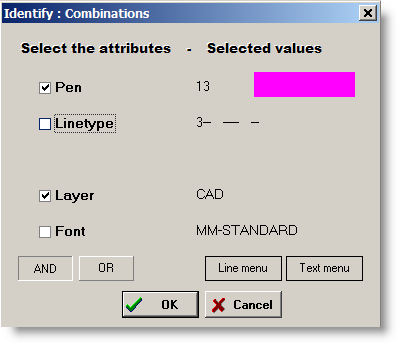 Identify : Combinations
Select the attributes - Selected values
Pen 13
Linetype 3
Layer CAD
Font MM-STANDARD
AND OR Line menu Text menu
OK Cancel